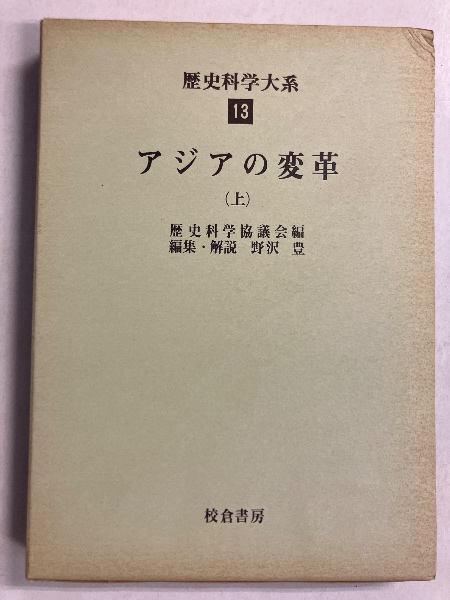 歴史科学大系
13
アジアの変革
(上)
歴史科学協議会編
編集・解説 野沢 豊
校倉書房